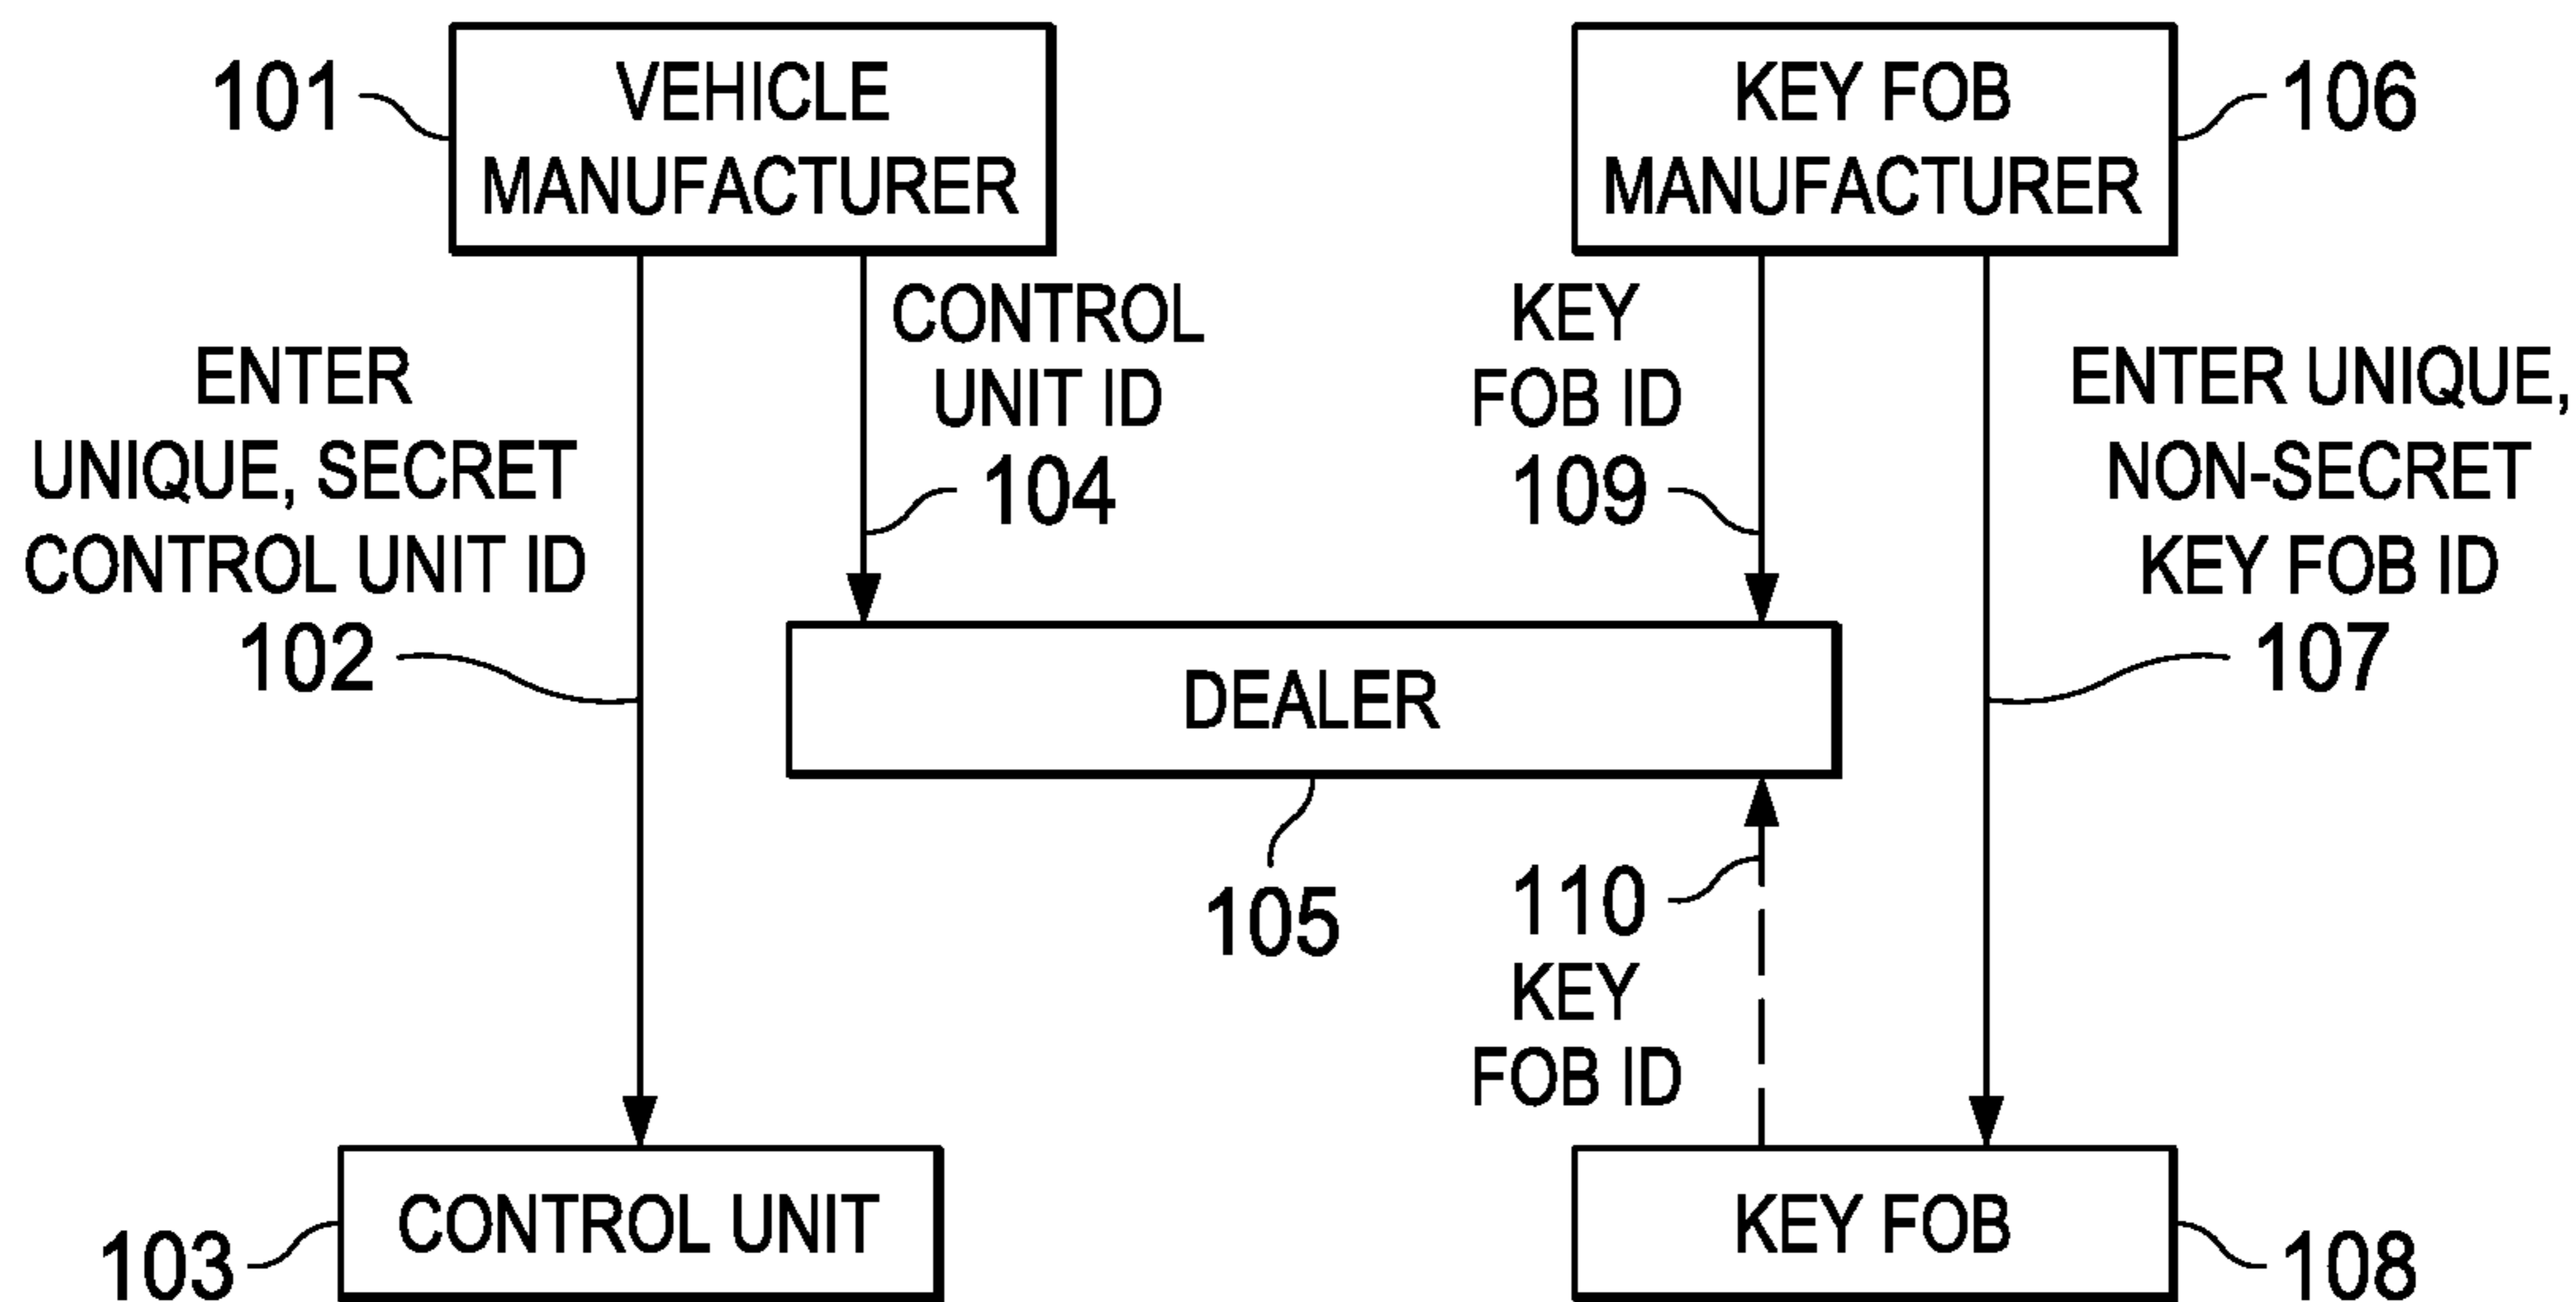 101
VEHICLE
MANUFACTURER
KEY FOB
MANUFACTURER
106
ENTER
UNIQUE, SECRET
CONTROL UNIT ID
102
CONTROL
UNIT ID
104
KEY
FOB ID
109
ENTER UNIQUE,
NON-SECRET
KEY FOB ID
107
DEALER
105
110
KEY
FOB ID
103
CONTROL UNIT
KEY FOB
108